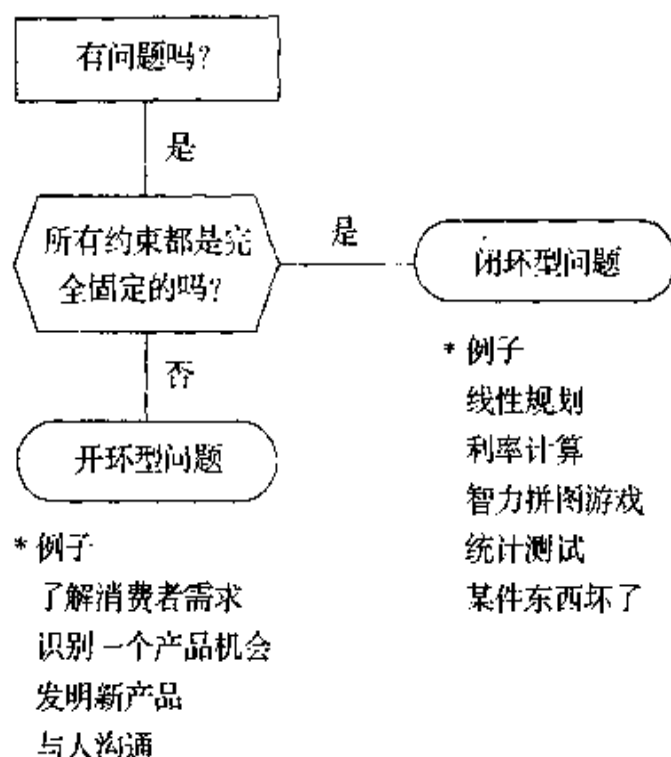 有问题吗？
是
所有约束都是完
全固定的吗？
是
闭环型问题
否
开环型问题
* 例子
线性规划
利率计算
智力拼图游戏
统计测试
某件东西坏了
* 例子
了解消费者需求
识别一个产品机会
发明新产品
与人沟通